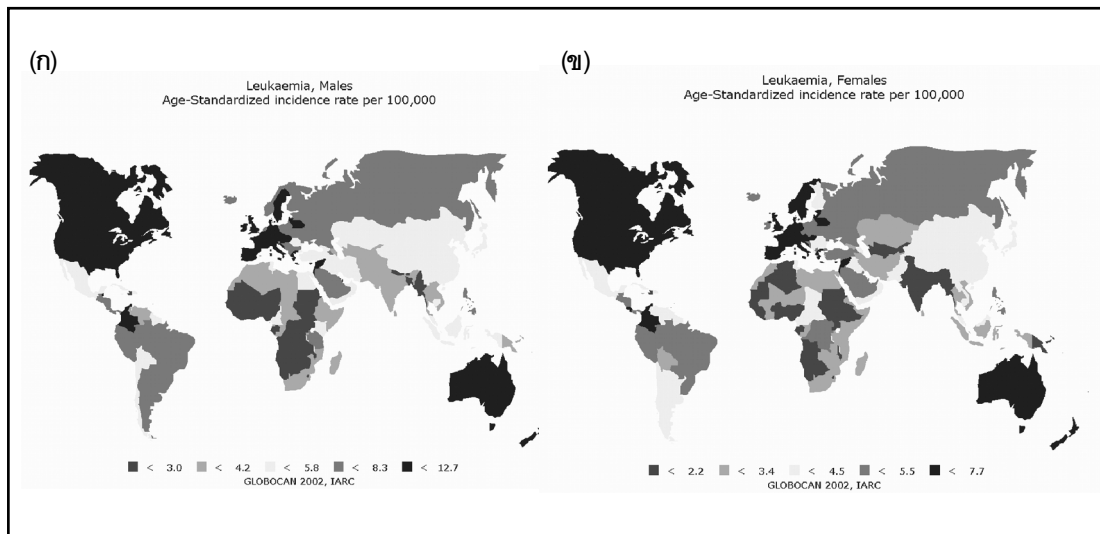 (ก)
Leukaemia, Males
Age-Standardized incidence rate per 100,000
< 3.0 < 4.2 < 5.8 < 8.3 < 12.7
GLOBOCAN 2002, IARC
(ข)
Leukaemia, Females
Age-Standardized incidence rate per 100,000
< 2.2 < 3.4 < 4.5 < 5.5 < 7.7
GLOBOCAN 2002, IARC